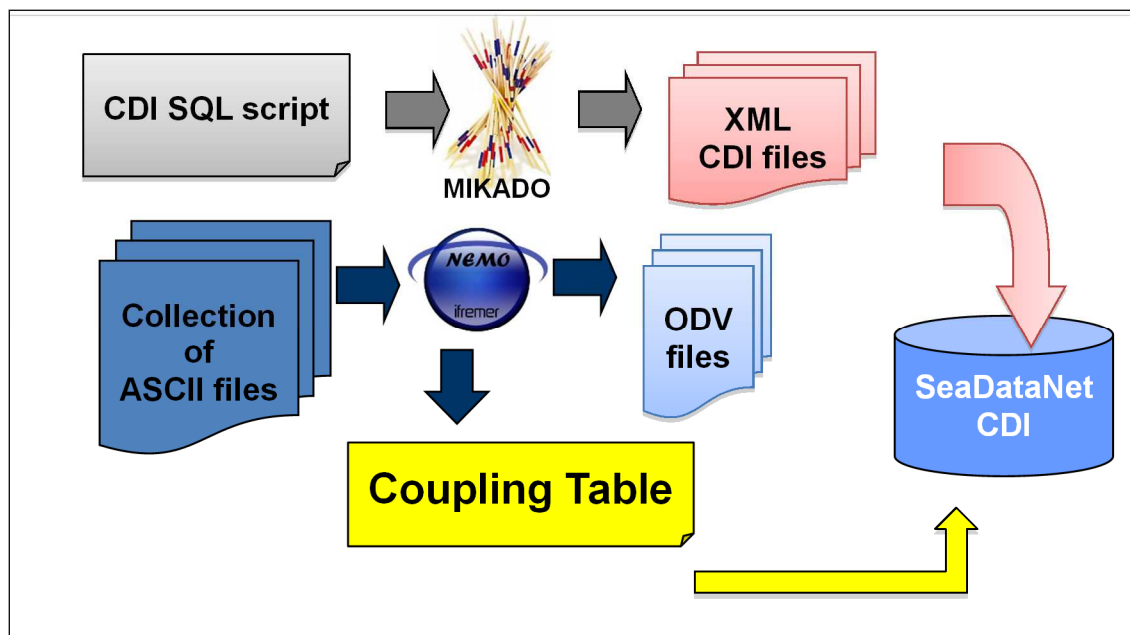 CDI SQL script
MIKADO
XML
CDI files
Collection
of
ASCII files
NEMO
ifremer
ODV
files
SeaDataNet
CDI
Coupling Table